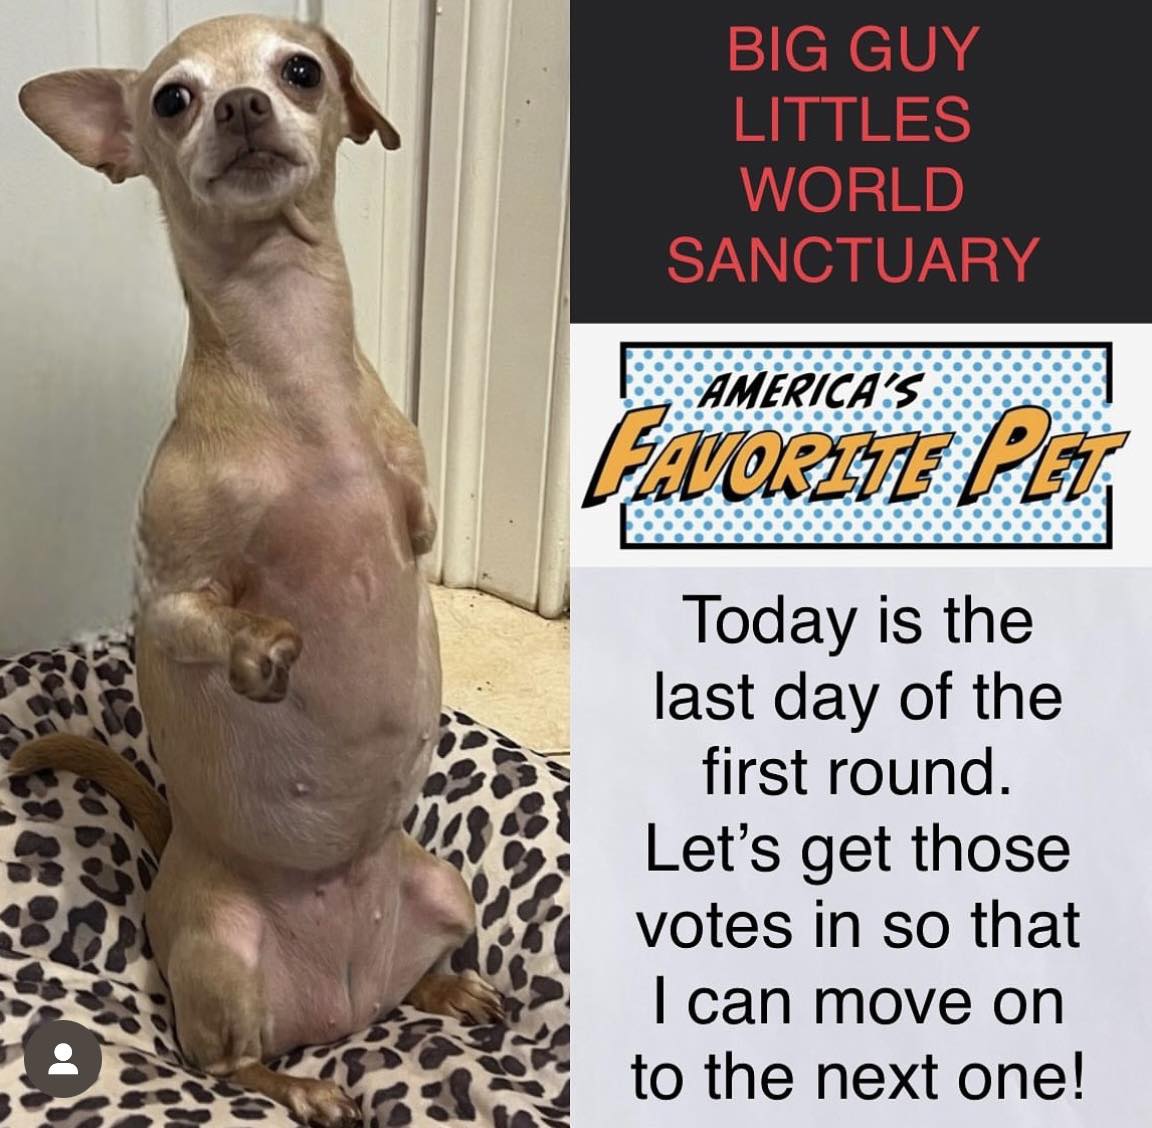 BIG GUY
LITTLES
WORLD
SANCTUARY
AMERICA'S
FAVORITE PET
Today is the
last day of the
first round.
Let's get those
votes in so that
I can move on
to the next one!